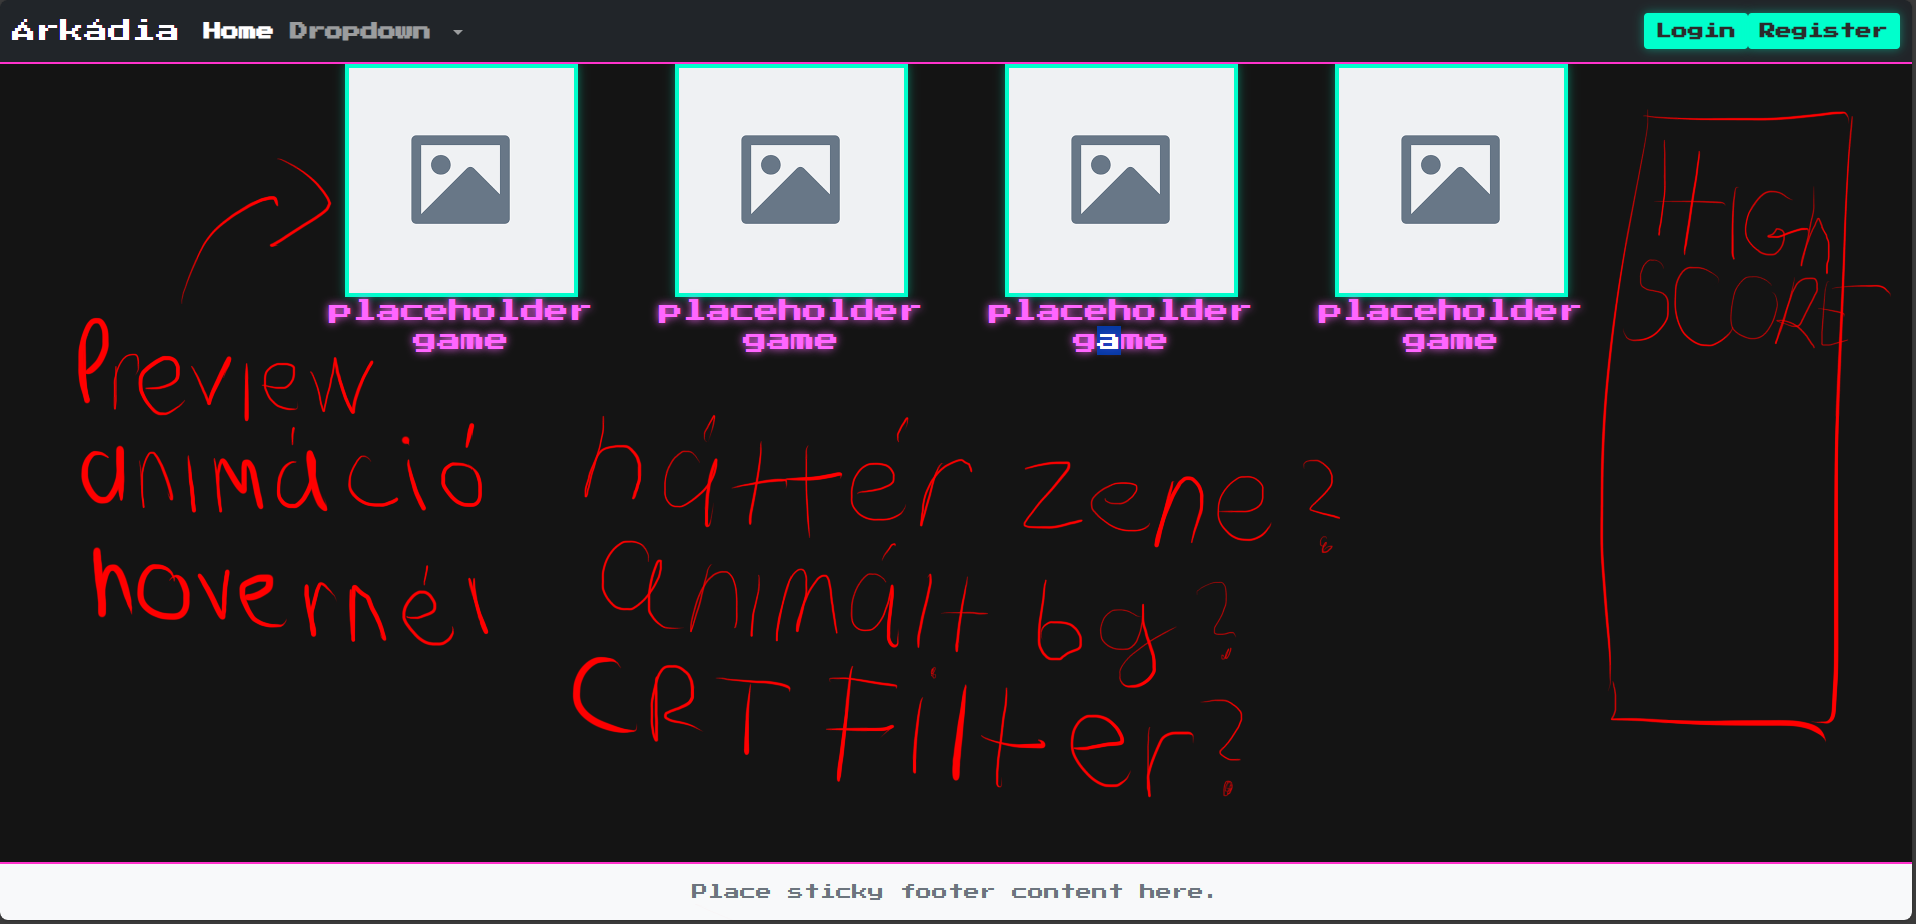 Árkádia Home Dropdown Login Register
placeholder game
placeholder game
placeholder game
placeholder game
HIGH
SCORE
Preview
animáció
hovernél
háttér zene?
animált bg?
CRT Filter?
Place sticky footer content here.